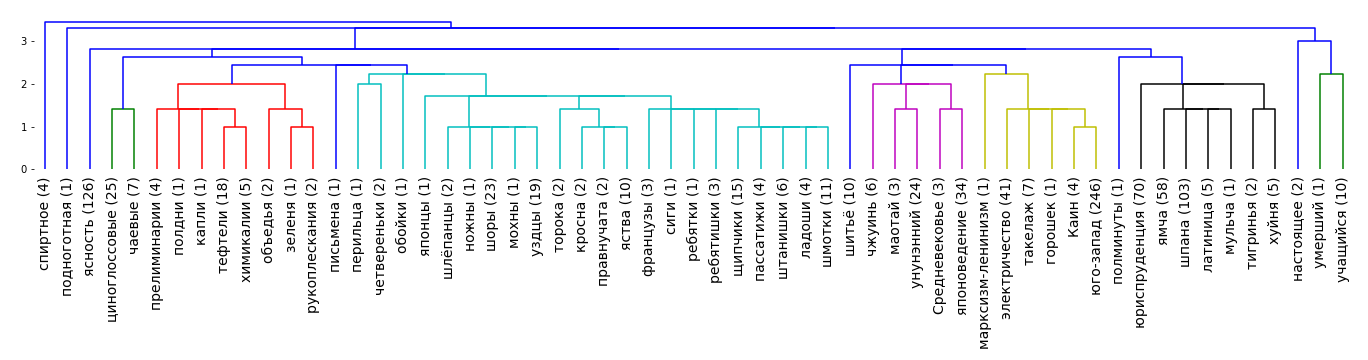 3
2
1
0
спиртное (4)
подноготная (1)
ясность (126)
циноглоссовые (25)
чаевые (7)
прелиминарии (4)
полдни (1)
капли (1)
тефтели (18)
химикалии (5)
объедья (2)
зеленя (1)
рукоплескания (2)
письмена (1)
перильца (1)
четвереньки (2)
обойки (1)
японцы (1)
шлёпанцы (2)
ножны (1)
шоры (23)
мохны (1)
уздцы (19)
торока (2)
кросна (2)
правнучата (2)
яства (10)
французы (3)
сиги (1)
ребятки (1)
ребятишки (3)
щипчики (15)
пассатижи (4)
штанишки (6)
ладоши (4)
шмотки (11)
шитьё (10)
чжуинь (6)
маотай (3)
унунэнний (24)
Средневековье (3)
японоведение (34)
марксизм-ленинизм (1)
электричество (41)
такелаж (7)
горошек (1)
Каин (4)
юго-запад (246)
полминуты (1)
юриспруденция (70)
ямча (58)
шпана (103)
латиница (5)
мульча (1)
тигринья (2)
хуйня (5)
настоящее (2)
умерший (1)
учащийся (10)